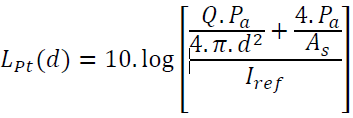 L_{Pt}(d) = 10.log[((Q.P_a)/(4.π.d^2) + (4.P_a)/(A_s))/(I_{ref})]